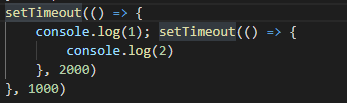 setTimeout(() => {
    console.log(1); setTimeout(() => {
        console.log(2)
    }, 2000)
}, 1000)